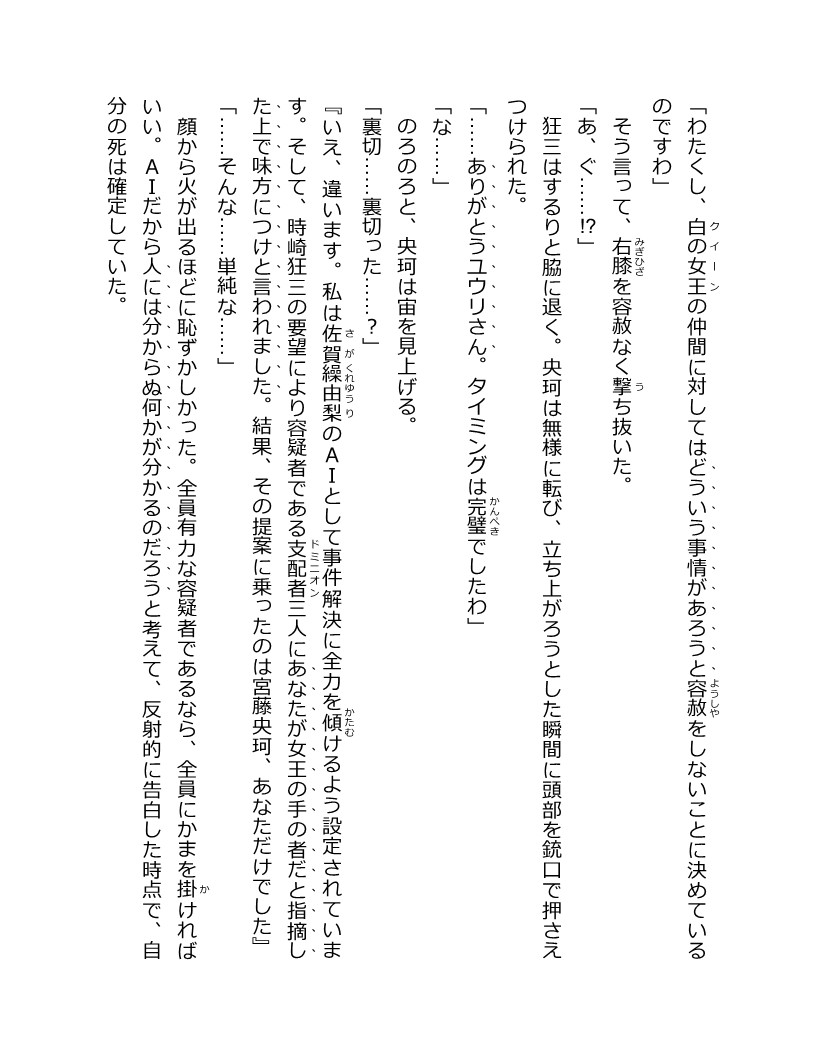 「わたくし、白の女王の仲間に対してはどういう事情があろうと容赦をしないことに決めている
のですわ」
　そう言って、右膝を容赦なく撃ち抜いた。
「あ、ぐ……!?」
　狂三はするりと脇に退く。央珂は無様に転び、立ち上がろうとした瞬間に頭部を銃口で押さえ
つけられた。
「……ありがとうユウリさん。タイミングは完璧でしたわ」
「な……」
　のろのろと、央珂は宙を見上げる。
「裏切……裏切った……？」
『いえ、違います。私は佐賀繰由梨のＡＩとして事件解決に全力を傾けるよう設定されていま
す。そして、時崎狂三の要望により容疑者である支配者三人にあなたが女王の手の者だと指摘し
た上で味方につけと言われました。結果、その提案に乗ったのは宮藤央珂、あなただけでした』
「……そんな……単純な……」
　顔から火が出るほどに恥ずかしかった。全員有力な容疑者であるなら、全員にかまを掛ければ
いい。ＡＩだから人には分からぬ何かが分かるのだろうと考えて、反射的に告白した時点で、自
分の死は確定していた。